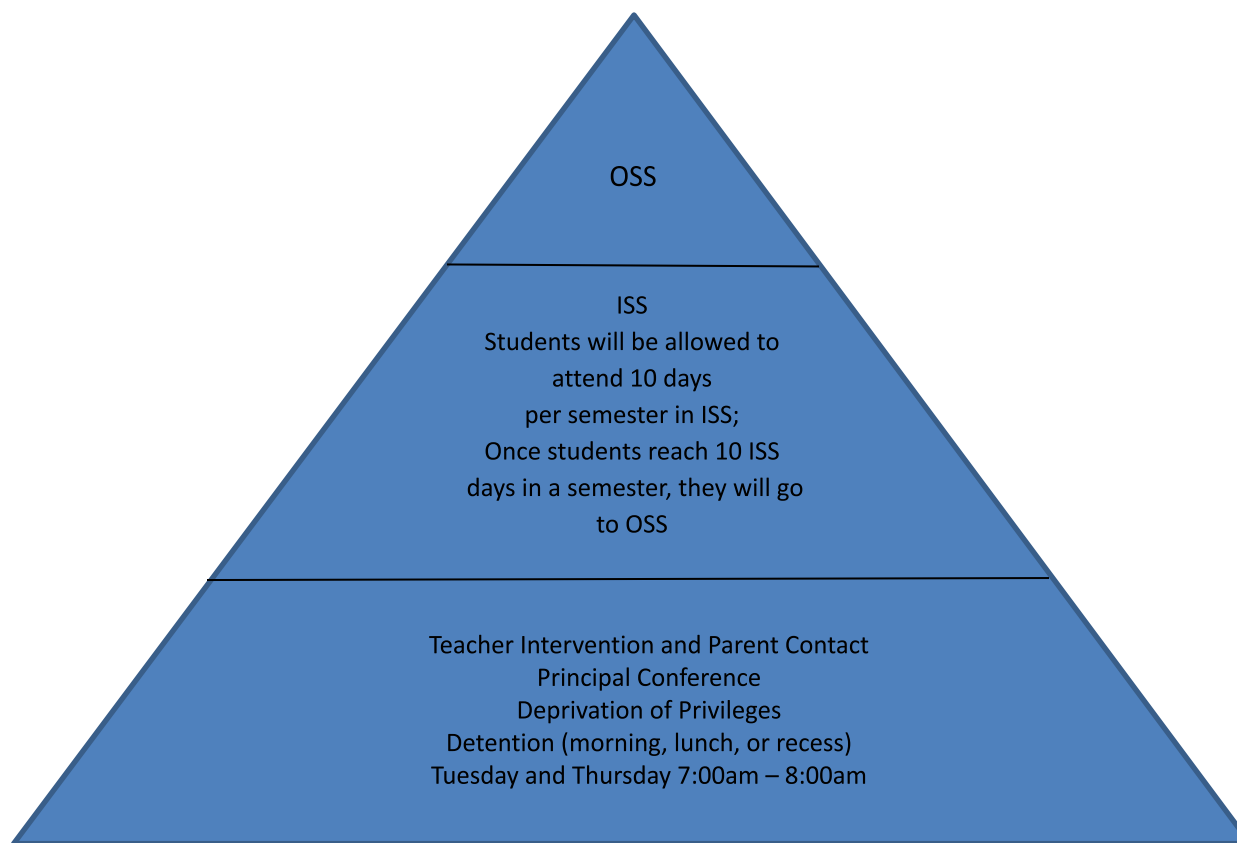 OSS
ISS
Students will be allowed to
attend 10 days
per semester in ISS;
Once students reach 10 ISS
days in a semester, they will go
to OSS
Teacher Intervention and Parent Contact
Principal Conference
Deprivation of Privileges
Detention (morning, lunch, or recess)
Tuesday and Thursday 7:00am – 8:00am